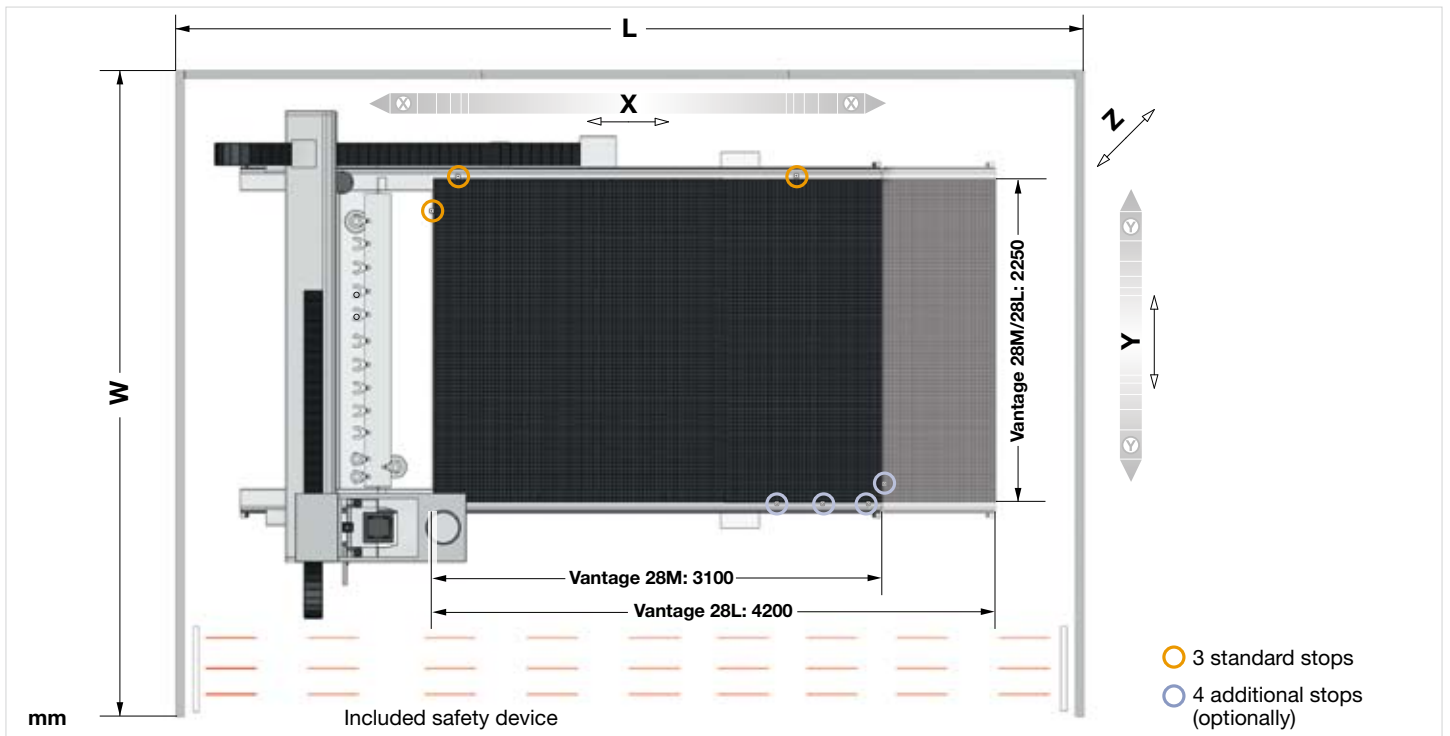 L
X
X
X
Z
Y
Y
Y
W
Vantage 28M/28L: 2250
Vantage 28M: 3100
Vantage 28L: 4200
3 standard stops
4 additional stops
(optionally)
mm
Included safety device